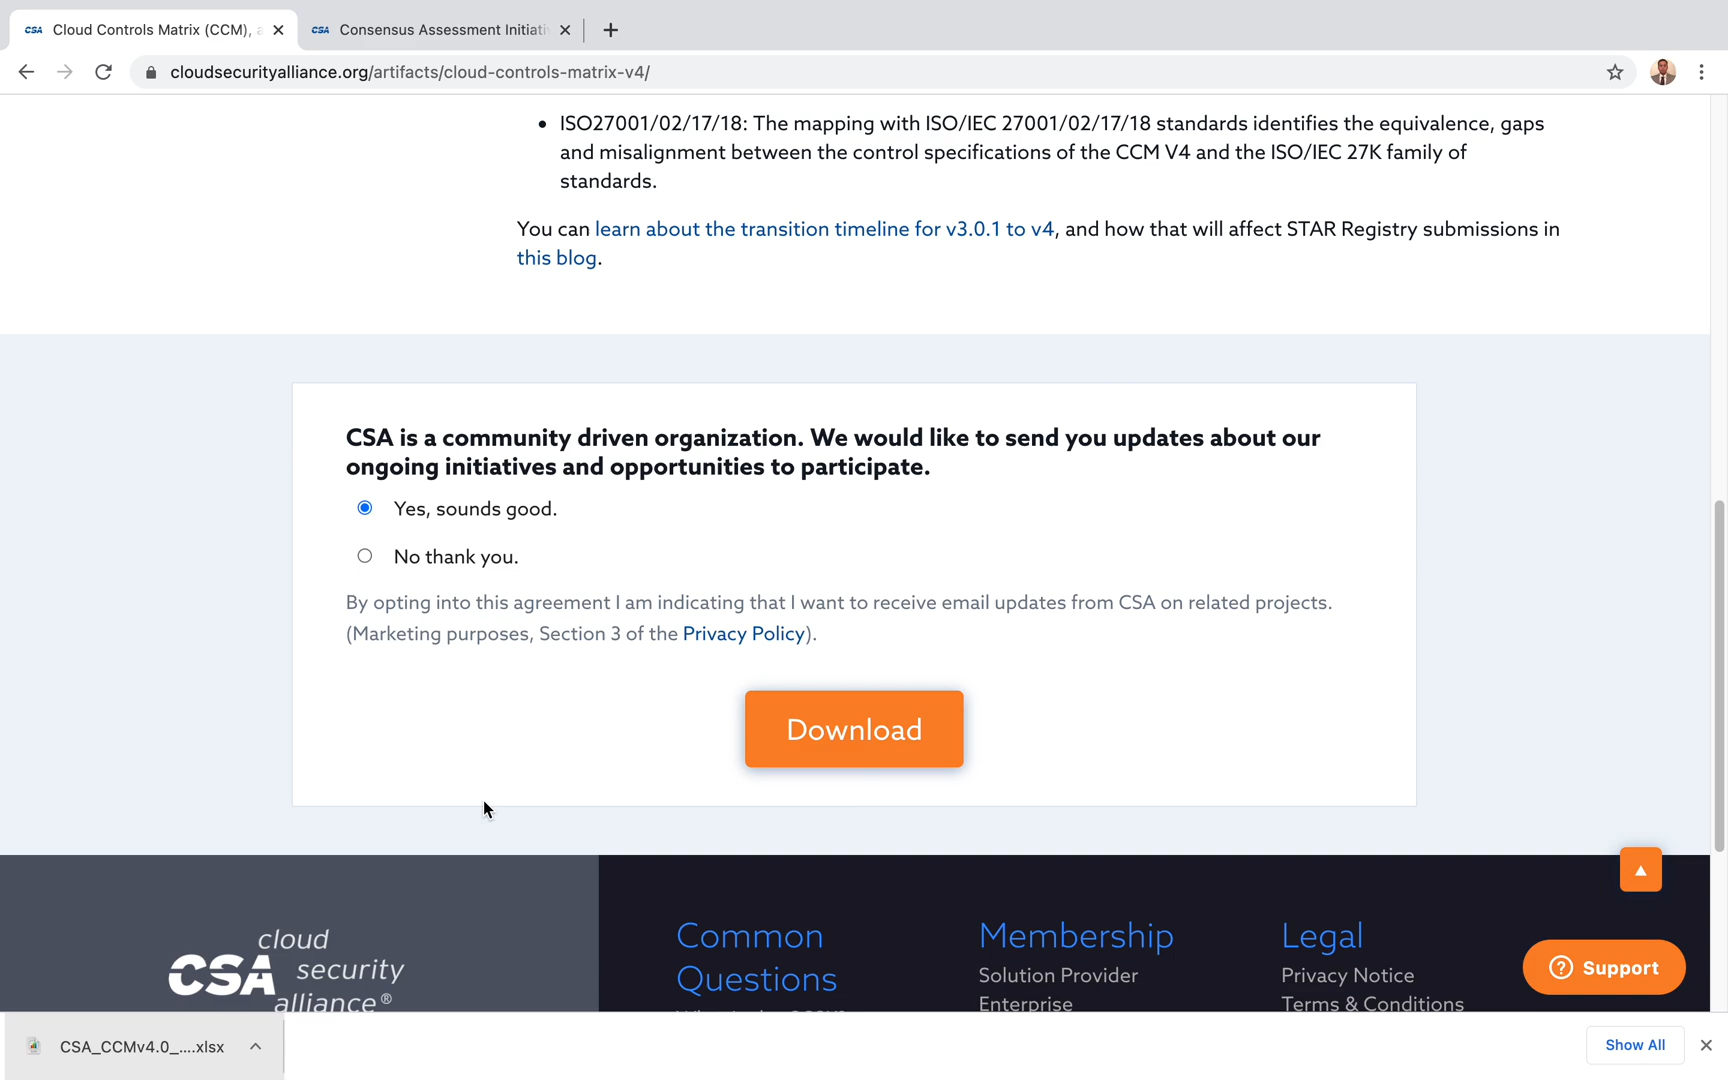 CSA Cloud Controls Matrix (CCM), a
CSA Consensus Assessment Initiati
cloudsecurityalliance.org/artifacts/cloud-controls-matrix-v4/
• ISO27001/02/17/18: The mapping with ISO/IEC 27001/02/17/18 standards identifies the equivalence, gaps
and misalignment between the control specifications of the CCM V4 and the ISO/IEC 27K family of
standards.
You can learn about the transition timeline for v3.0.1 to v4, and how that will affect STAR Registry submissions in
this blog.
CSA is a community driven organization. We would like to send you updates about our
ongoing initiatives and opportunities to participate.
Yes, sounds good.
No thank you.
By opting into this agreement I am indicating that I want to receive email updates from CSA on related projects.
(Marketing purposes, Section 3 of the Privacy Policy).
Download
cloud
CSA security
alliance®
Common
Questions
Membership
Solution Provider
Enterprise
Legal
Privacy Notice
Terms & Conditions
Support
CSA_CCMv4.0_....xlsx
Show All